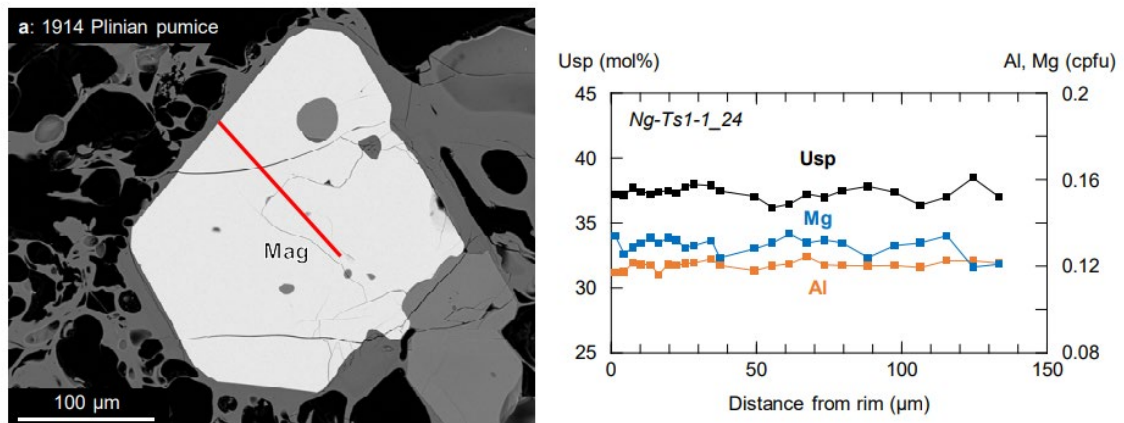 a: 1914 Plinian pumice
Mag
100 µm
Usp (mol%)
Al, Mg (cpfu)
45
40
35
30
25
0.2
0.16
0.12
0.08
Ng-Ts1-1_24
Usp
Mg
Al
0
50
100
150
Distance from rim (µm)